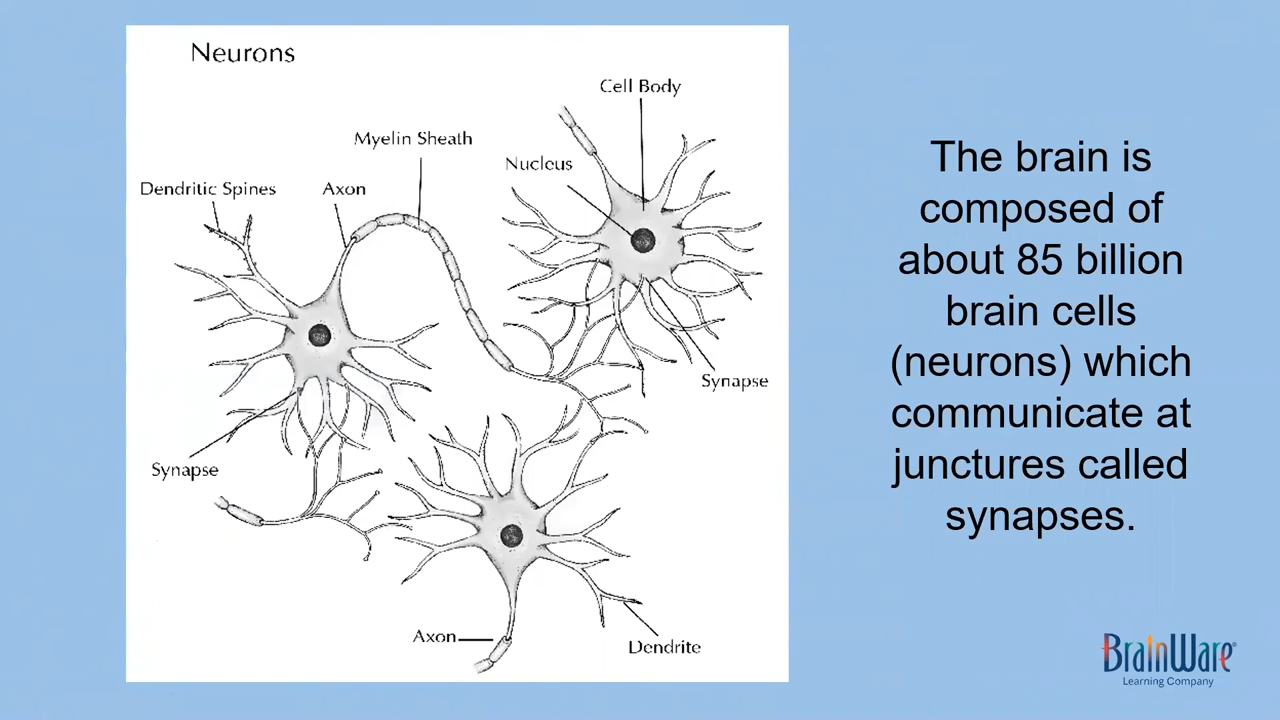 Neurons
Cell Body
Myelin Sheath
Nucleus
Dendritic Spines
Axon
Synapse
Synapse
Axon
Dendrite
The brain is
composed of
about 85 billion
brain cells
(neurons) which
communicate at
junctures called
synapses.
BrainWare®
Learning Company